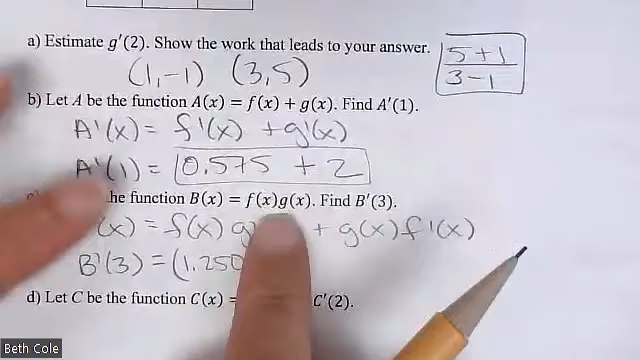 a) Estimate g′(2). Show the work that leads to your answer.
(1,-1) (3,5)
5+1
3-1
b) Let A be the function A(x) = f(x) + g(x). Find A′(1).
A'(x) = f'(x) + g'(x)
A'(1) = 0.575 + 2
the function B(x) = f(x)g(x). Find B′(3).
(x) = f(x) g + g(x) f'(x)
B'(3) = (1.250
d) Let C be the function C(x) = C′(2).
Beth Cole